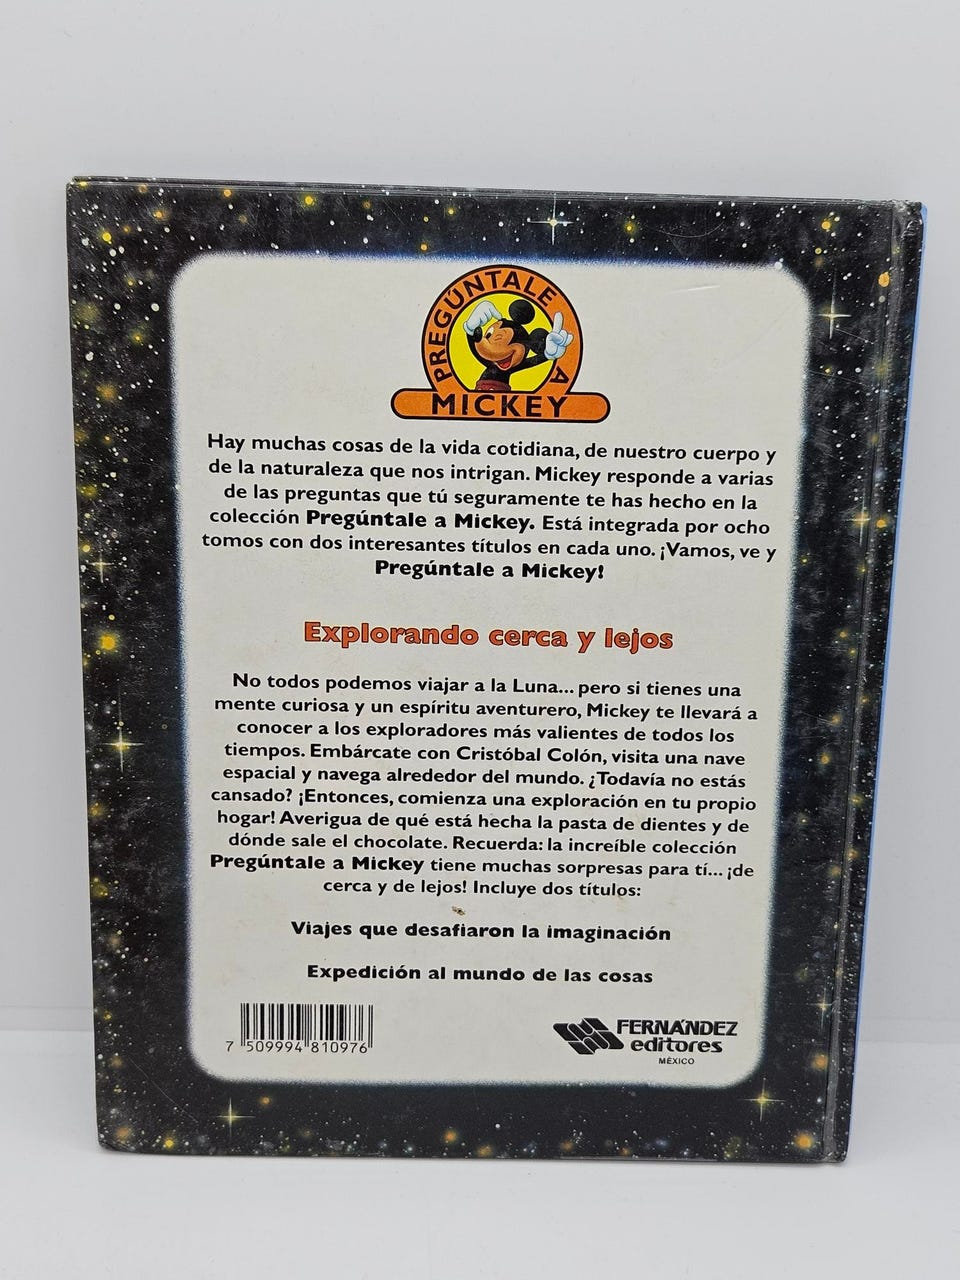 PREGÚNTALE A
MICKEY
Hay muchas cosas de la vida cotidiana, de nuestro cuerpo y
de la naturaleza que nos intrigan. Mickey responde a varias
de las preguntas que tú seguramente te has hecho en la
colección Pregúntale a Mickey. Está integrada por ocho
tomos con dos interesantes títulos en cada uno. ¡Vamos, ve y
Pregúntale a Mickey!
Explorando cerca y lejos
No todos podemos viajar a la Luna... pero si tienes una
mente curiosa y un espíritu aventurero, Mickey te llevará a
conocer a los exploradores más valientes de todos los
tiempos. Embárcate con Cristóbal Colón, visita una nave
espacial y navega alrededor del mundo. ¿Todavía no estás
cansado? ¡Entonces, comienza una exploración en tu propio
hogar! Averigua de qué está hecha la pasta de dientes y de
dónde sale el chocolate. Recuerda: la increíble colección
Pregúntale a Mickey tiene muchas sorpresas para tí... ¡de
cerca y de lejos! Incluye dos títulos:
Viajes que desafiaron la imaginación
Expedición al mundo de las cosas
7 509994 810976
FERNÁNDEZ
editores
MÉXICO